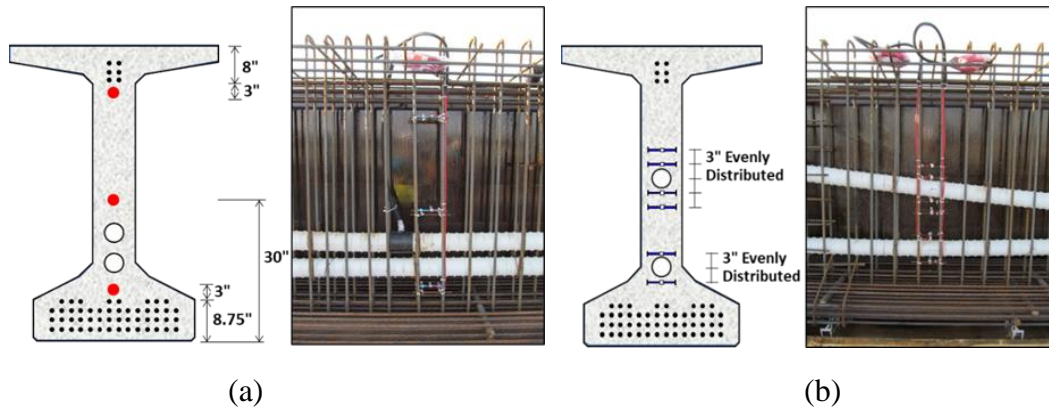 8"
3"
30"
3"
8.75"
3" Evenly
Distributed
3" Evenly
Distributed
(a)
(b)